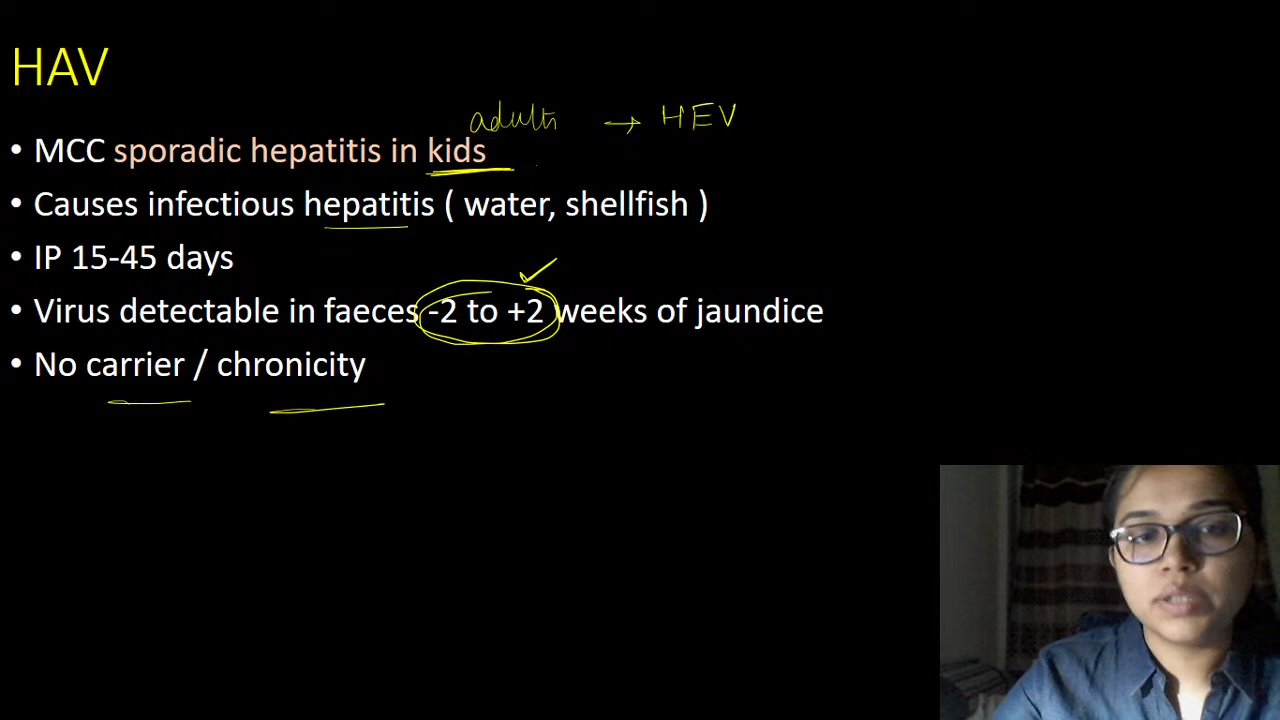 HAV
adults → HEV
• MCC sporadic hepatitis in kids
• Causes infectious hepatitis ( water, shellfish )
• IP 15-45 days
• Virus detectable in faeces -2 to +2 weeks of jaundice
• No carrier / chronicity